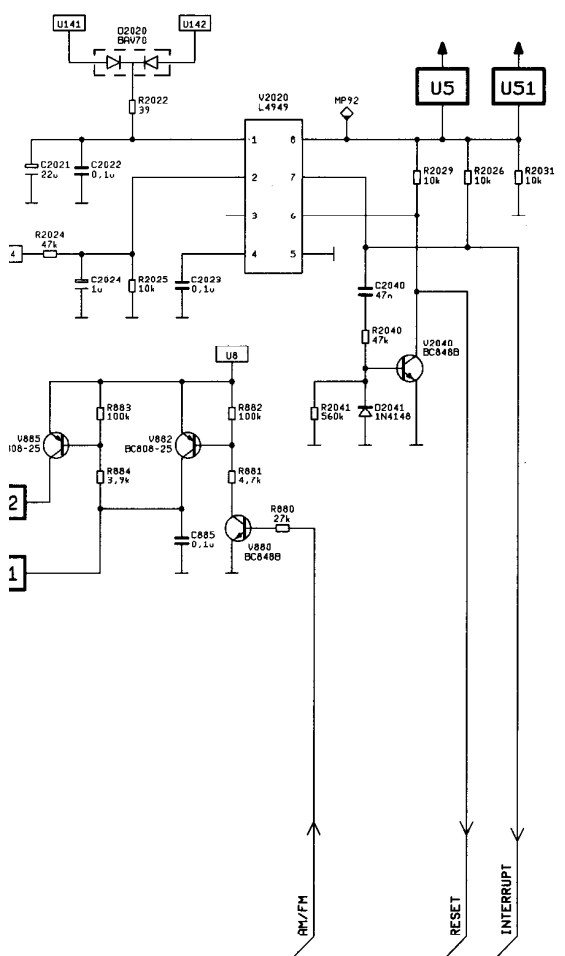 U141
U142
D2020
BAV70
R2022
39
V2020
L4949
MP92
U5
U51
1
8
2
7
3
6
4
5
C2021
22u
C2022
0,1u
R2029
10k
R2026
10k
R2031
10k
R2024
47k
4
C2024
1u
R2025
10k
C2023
0,1u
C2040
47n
R2040
47k
V2040
BC848B
U8
R2041
560k
D2041
1N4148
R883
100k
R882
100k
V885
808-25
V882
BC808-25
R884
3,9k
R881
4,7k
2
R880
27k
C885
0,1u
V880
BC848B
1
AM/FM
RESET
INTERRUPT